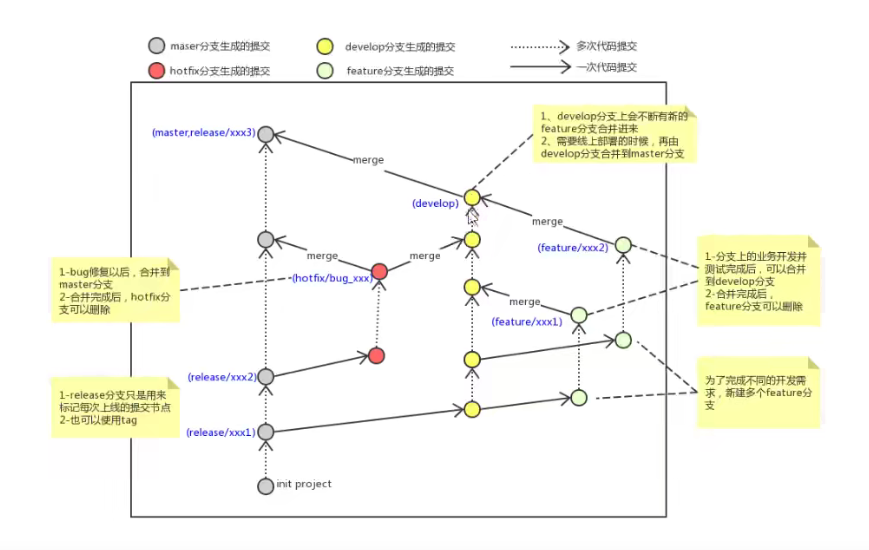 maser分支生成的提交
develop分支生成的提交
多次代码提交
hotfix分支生成的提交
feature分支生成的提交
一次代码提交
1、develop分支上会不断有新的
feature分支合并进来
2、需要线上部署的时候，再由
develop分支合并到master分支
(master,release/xxx3)
merge
(develop)
merge
(feature/xxx2)
merge
merge
1-bug修复以后，合并到
master分支
2-合并完成后，hotfix分
支可以删除
(hotfix/bug_xxx)
1-分支上的业务开发并
测试完成后，可以合并
到develop分支
2-合并完成后，
feature分支可以删除
merge
(feature/xxx1)
(release/xxx2)
1-release分支只是用来
标记每次上线的提交节点
2-也可以使用tag
为了完成不同的开发需
求，新建多个feature分
支
(release/xxx1)
init project